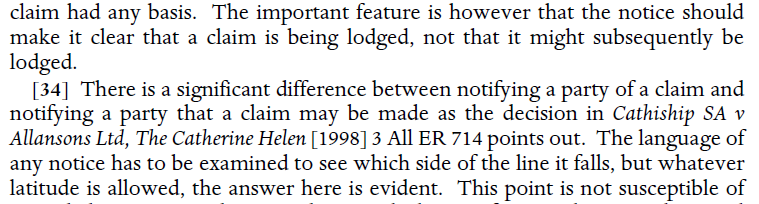 claim had any basis. The important feature is however that the notice should
make it clear that a claim is being lodged, not that it might subsequently be
lodged.
[34] There is a significant difference between notifying a party of a claim and
notifying a party that a claim may be made as the decision in Cathiship SA v
Allansons Ltd, The Catherine Helen [1998] 3 All ER 714 points out. The language of
any notice has to be examined to see which side of the line it falls, but whatever
latitude is allowed, the answer here is evident. This point is not susceptible of